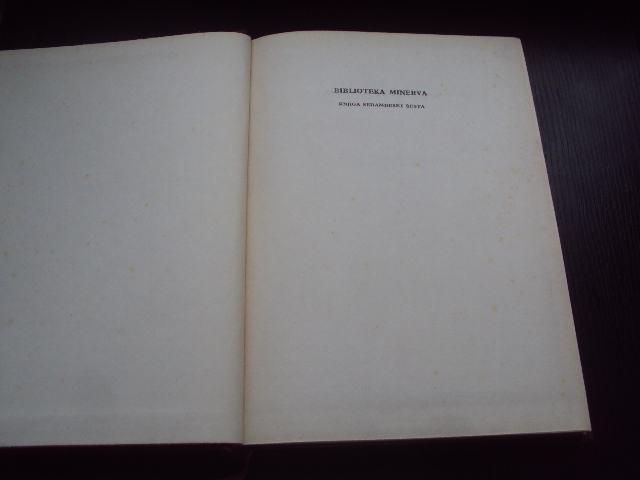 BIBLIOTEKA MINERVA
KNJIGA SEDAMDESET ŠESTA